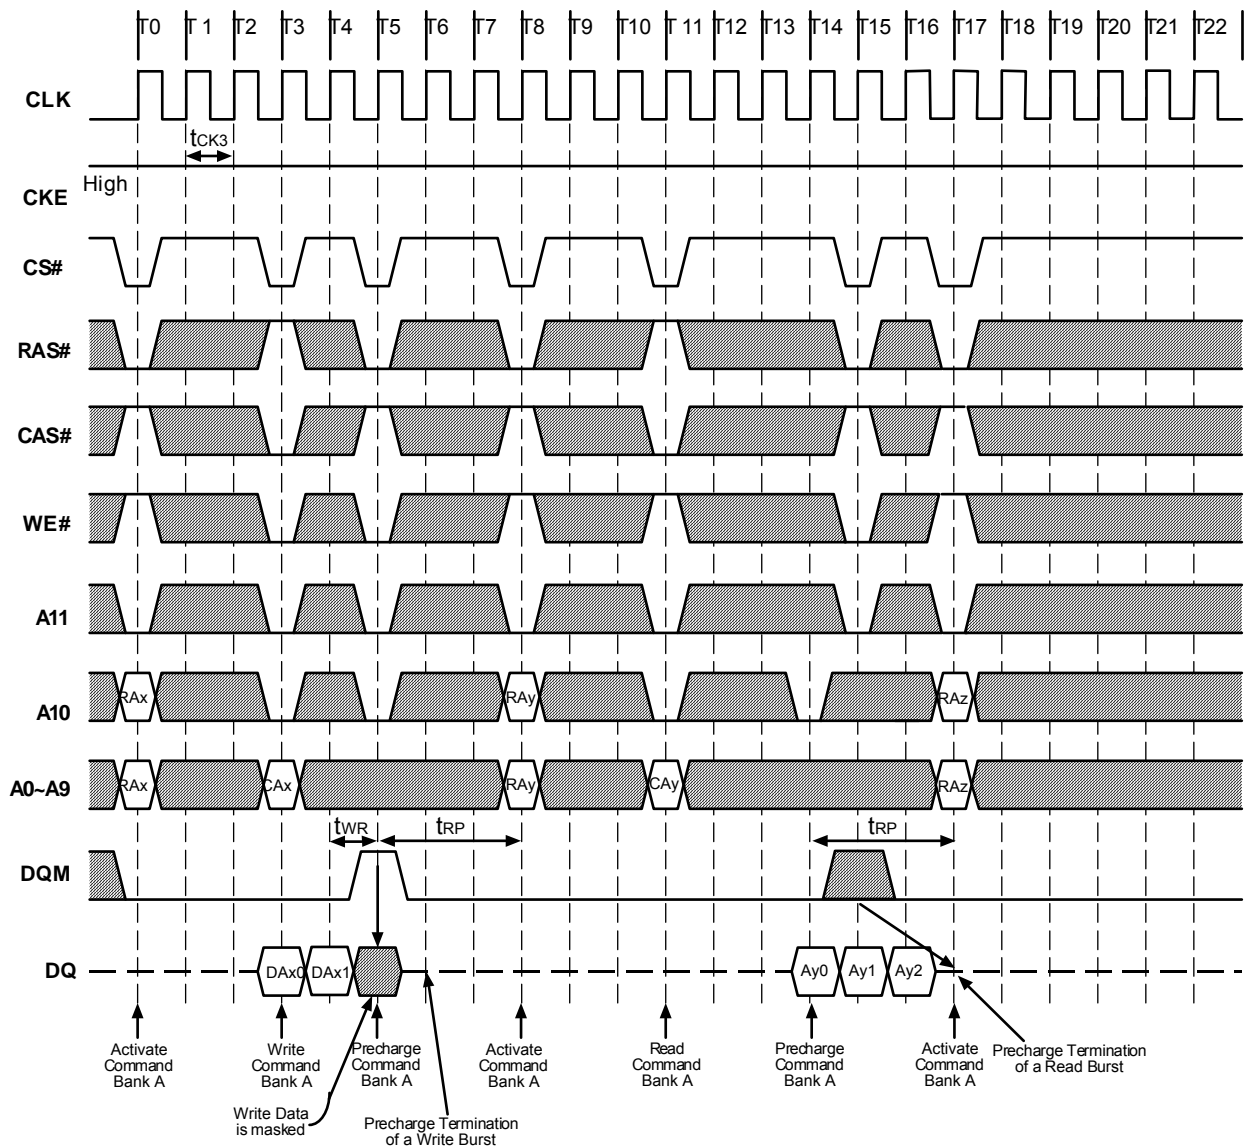 T0 T 1 T2 T3 T4 T5 T6 T7 T8 T9 T10 T 11 T12 T13 T14 T15 T16 T17 T18 T19 T20 T21 T22
CLK
tCK3
High
CKE
CS#
RAS#
CAS#
WE#
A11
A10
RAx RAy RAz
A0~A9
RAx CAx RAy CAy RAz
tWR tRP tRP
DQM
DQ
DAx0 DAx1 Ay0 Ay1 Ay2
Activate
Command
Bank A
Write
Command
Bank A
Precharge
Command
Bank A
Activate
Command
Bank A
Read
Command
Bank A
Precharge
Command
Bank A
Activate
Command
Bank A
Precharge Termination
of a Read Burst
Write Data
is masked
Precharge Termination
of a Write Burst